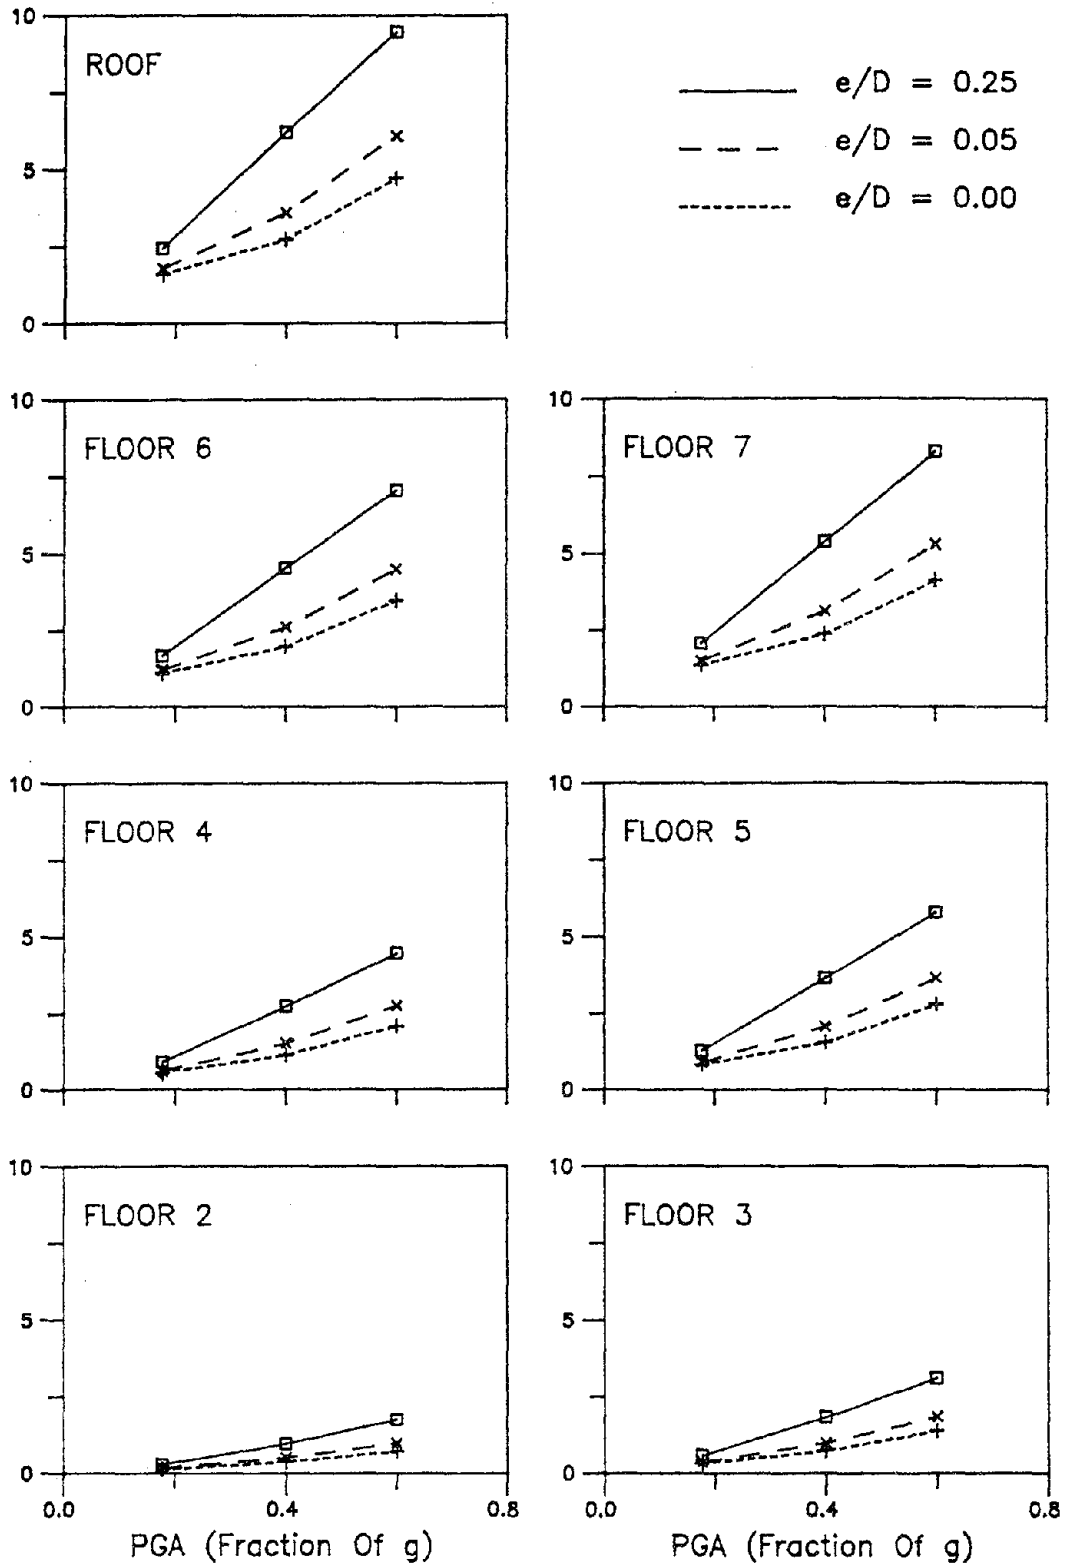 10
ROOF
5
0
e/D = 0.25
e/D = 0.05
e/D = 0.00
10
FLOOR 6
5
0
10
FLOOR 7
5
0
10
FLOOR 4
5
0
10
FLOOR 5
5
0
10
FLOOR 2
5
0
0.0 0.4 0.8
PGA (Fraction Of g)
10
FLOOR 3
5
0
0.0 0.4 0.8
PGA (Fraction Of g)